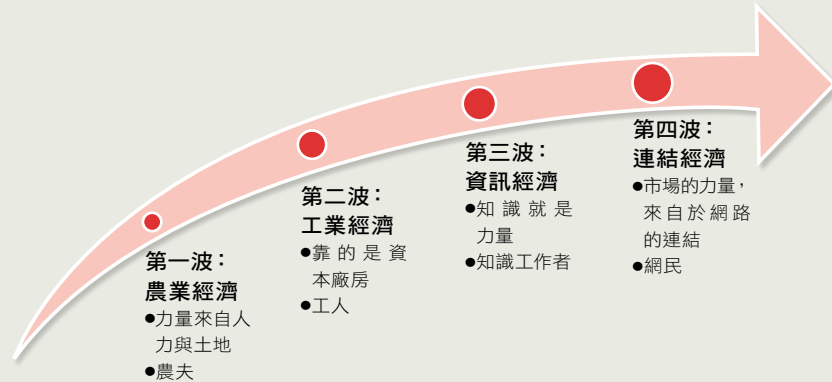 第一波：
農業經濟
●力量來自人
力與土地
●農夫
第二波：
工業經濟
●靠的是資
本廠房
●工人
第三波：
資訊經濟
●知識就是
力量
●知識工作者
第四波：
連結經濟
●市場的力量，
來自於網路
的連結
●網民